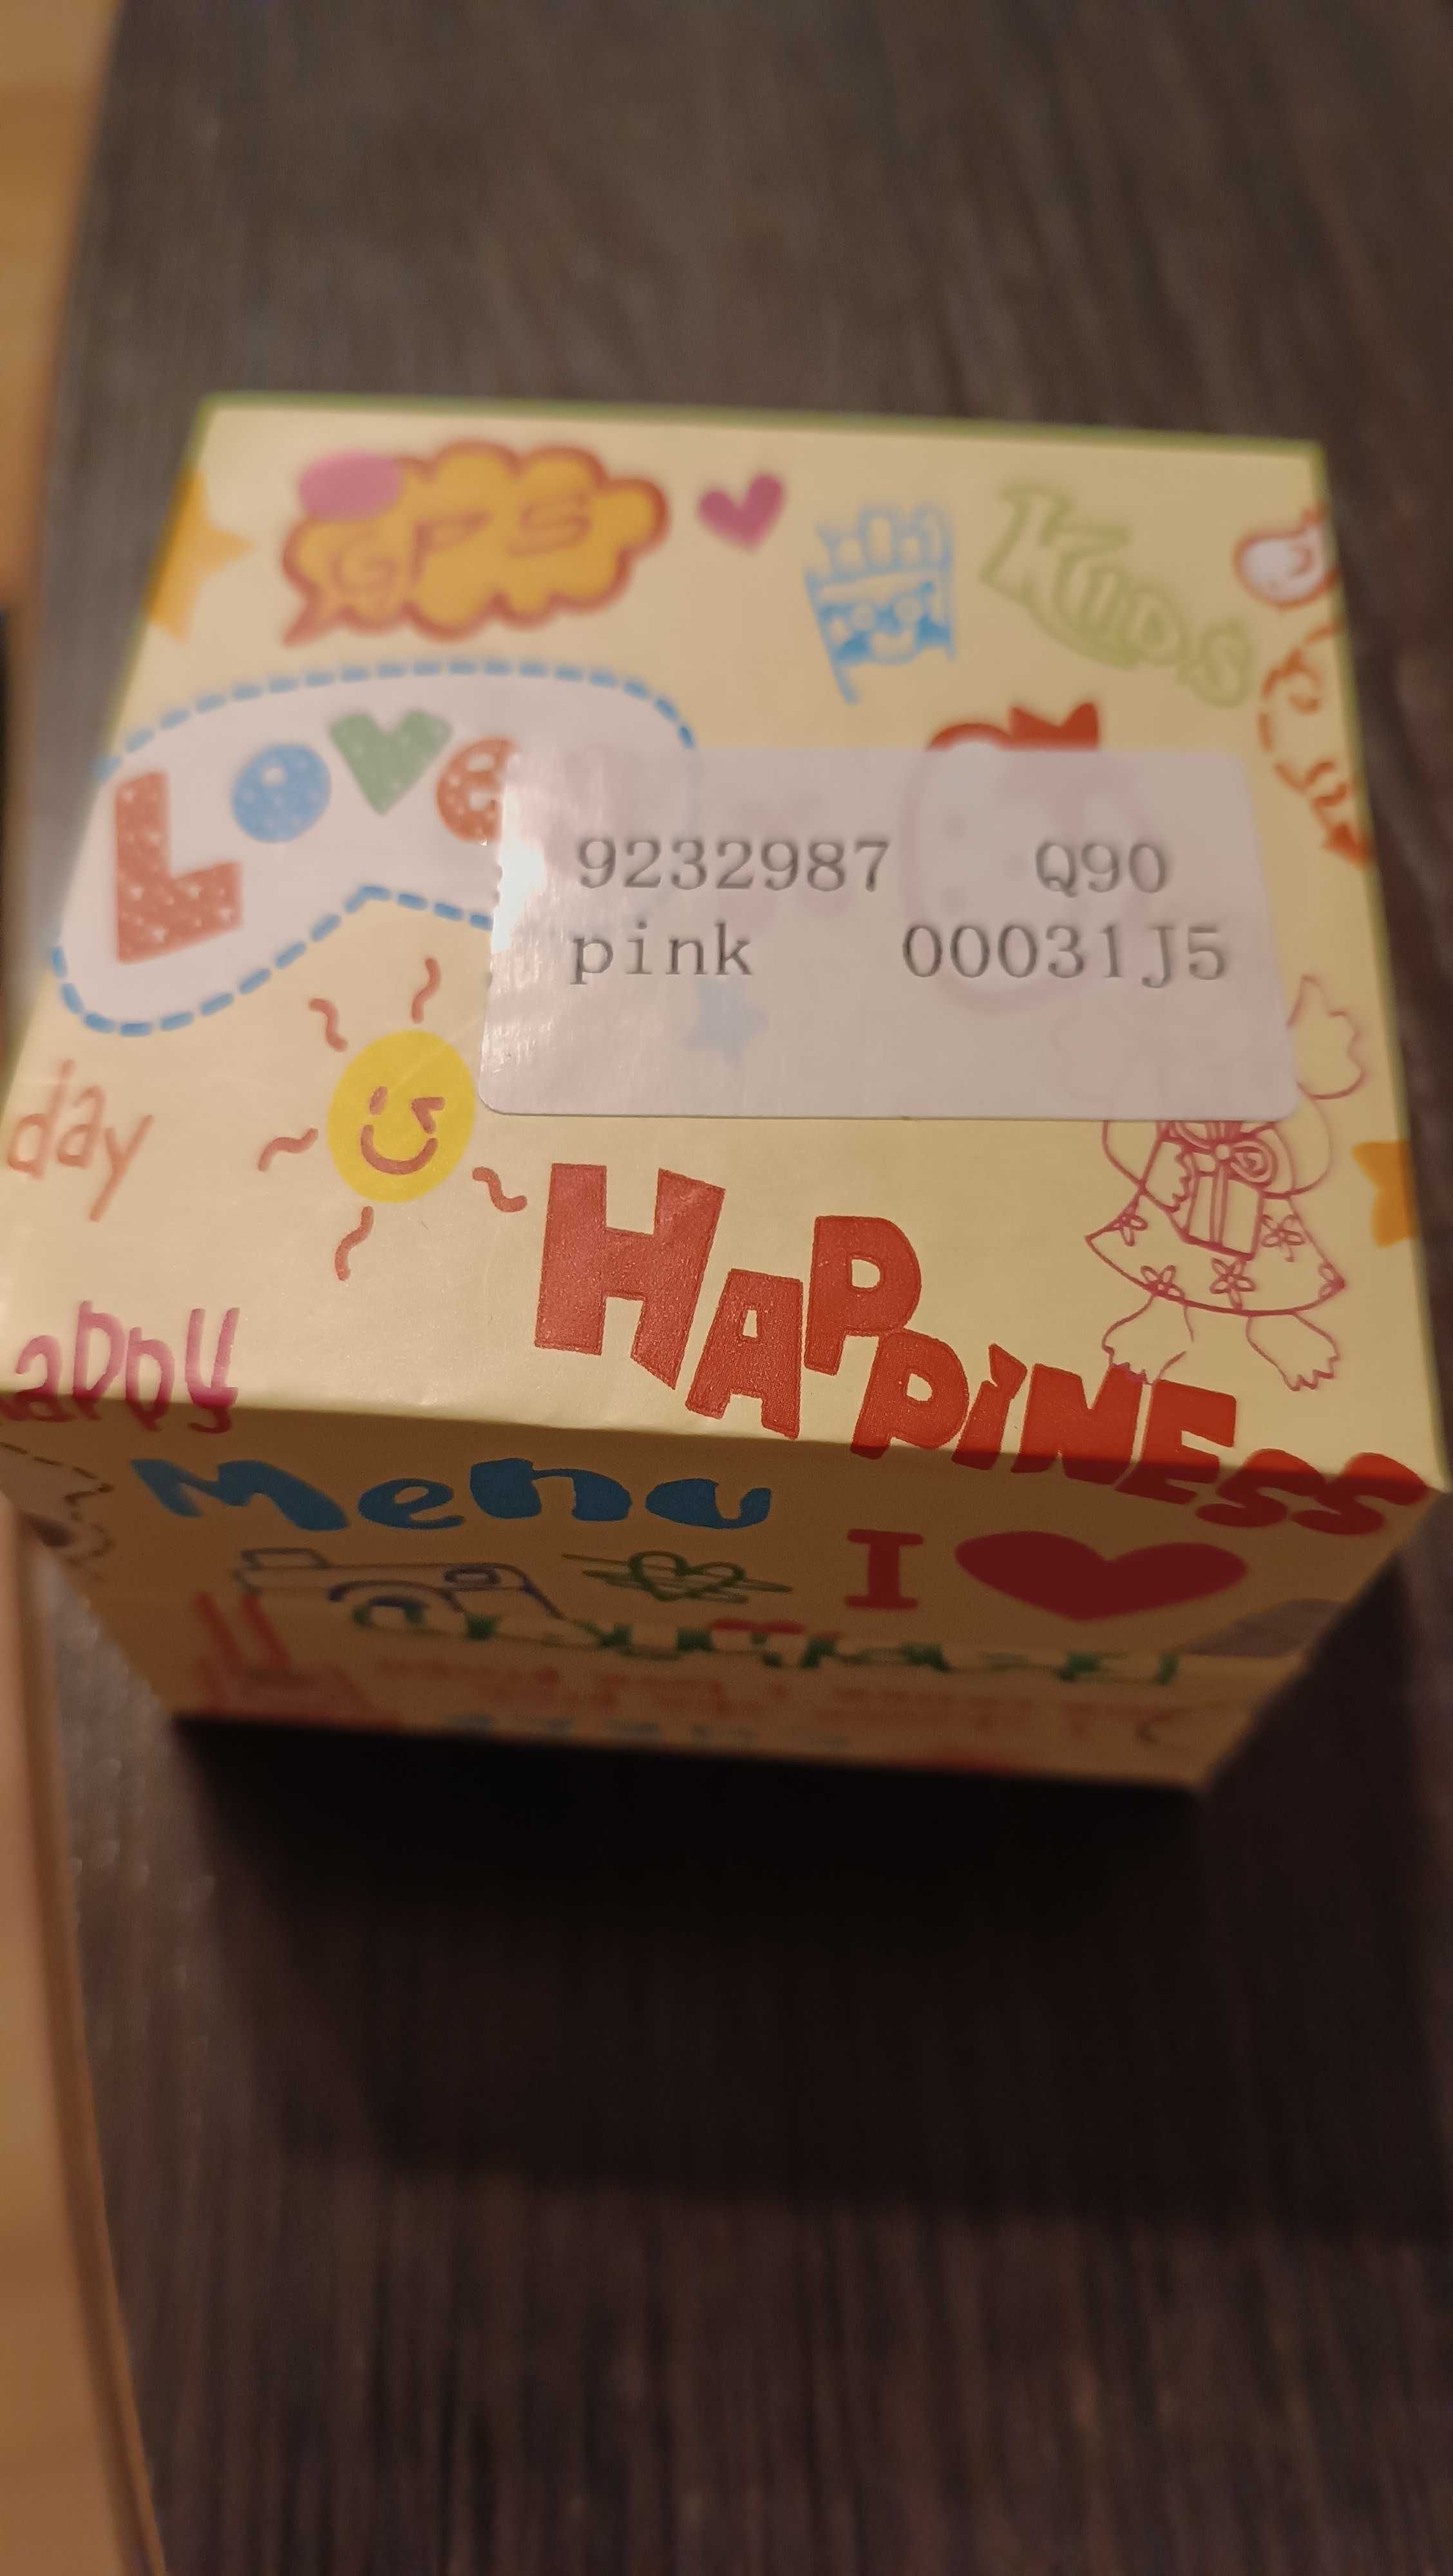 GPS
KiDS
Love
9232987 Q90
pink 00031J5
day
HAPPiNESS
appy
Menu
I